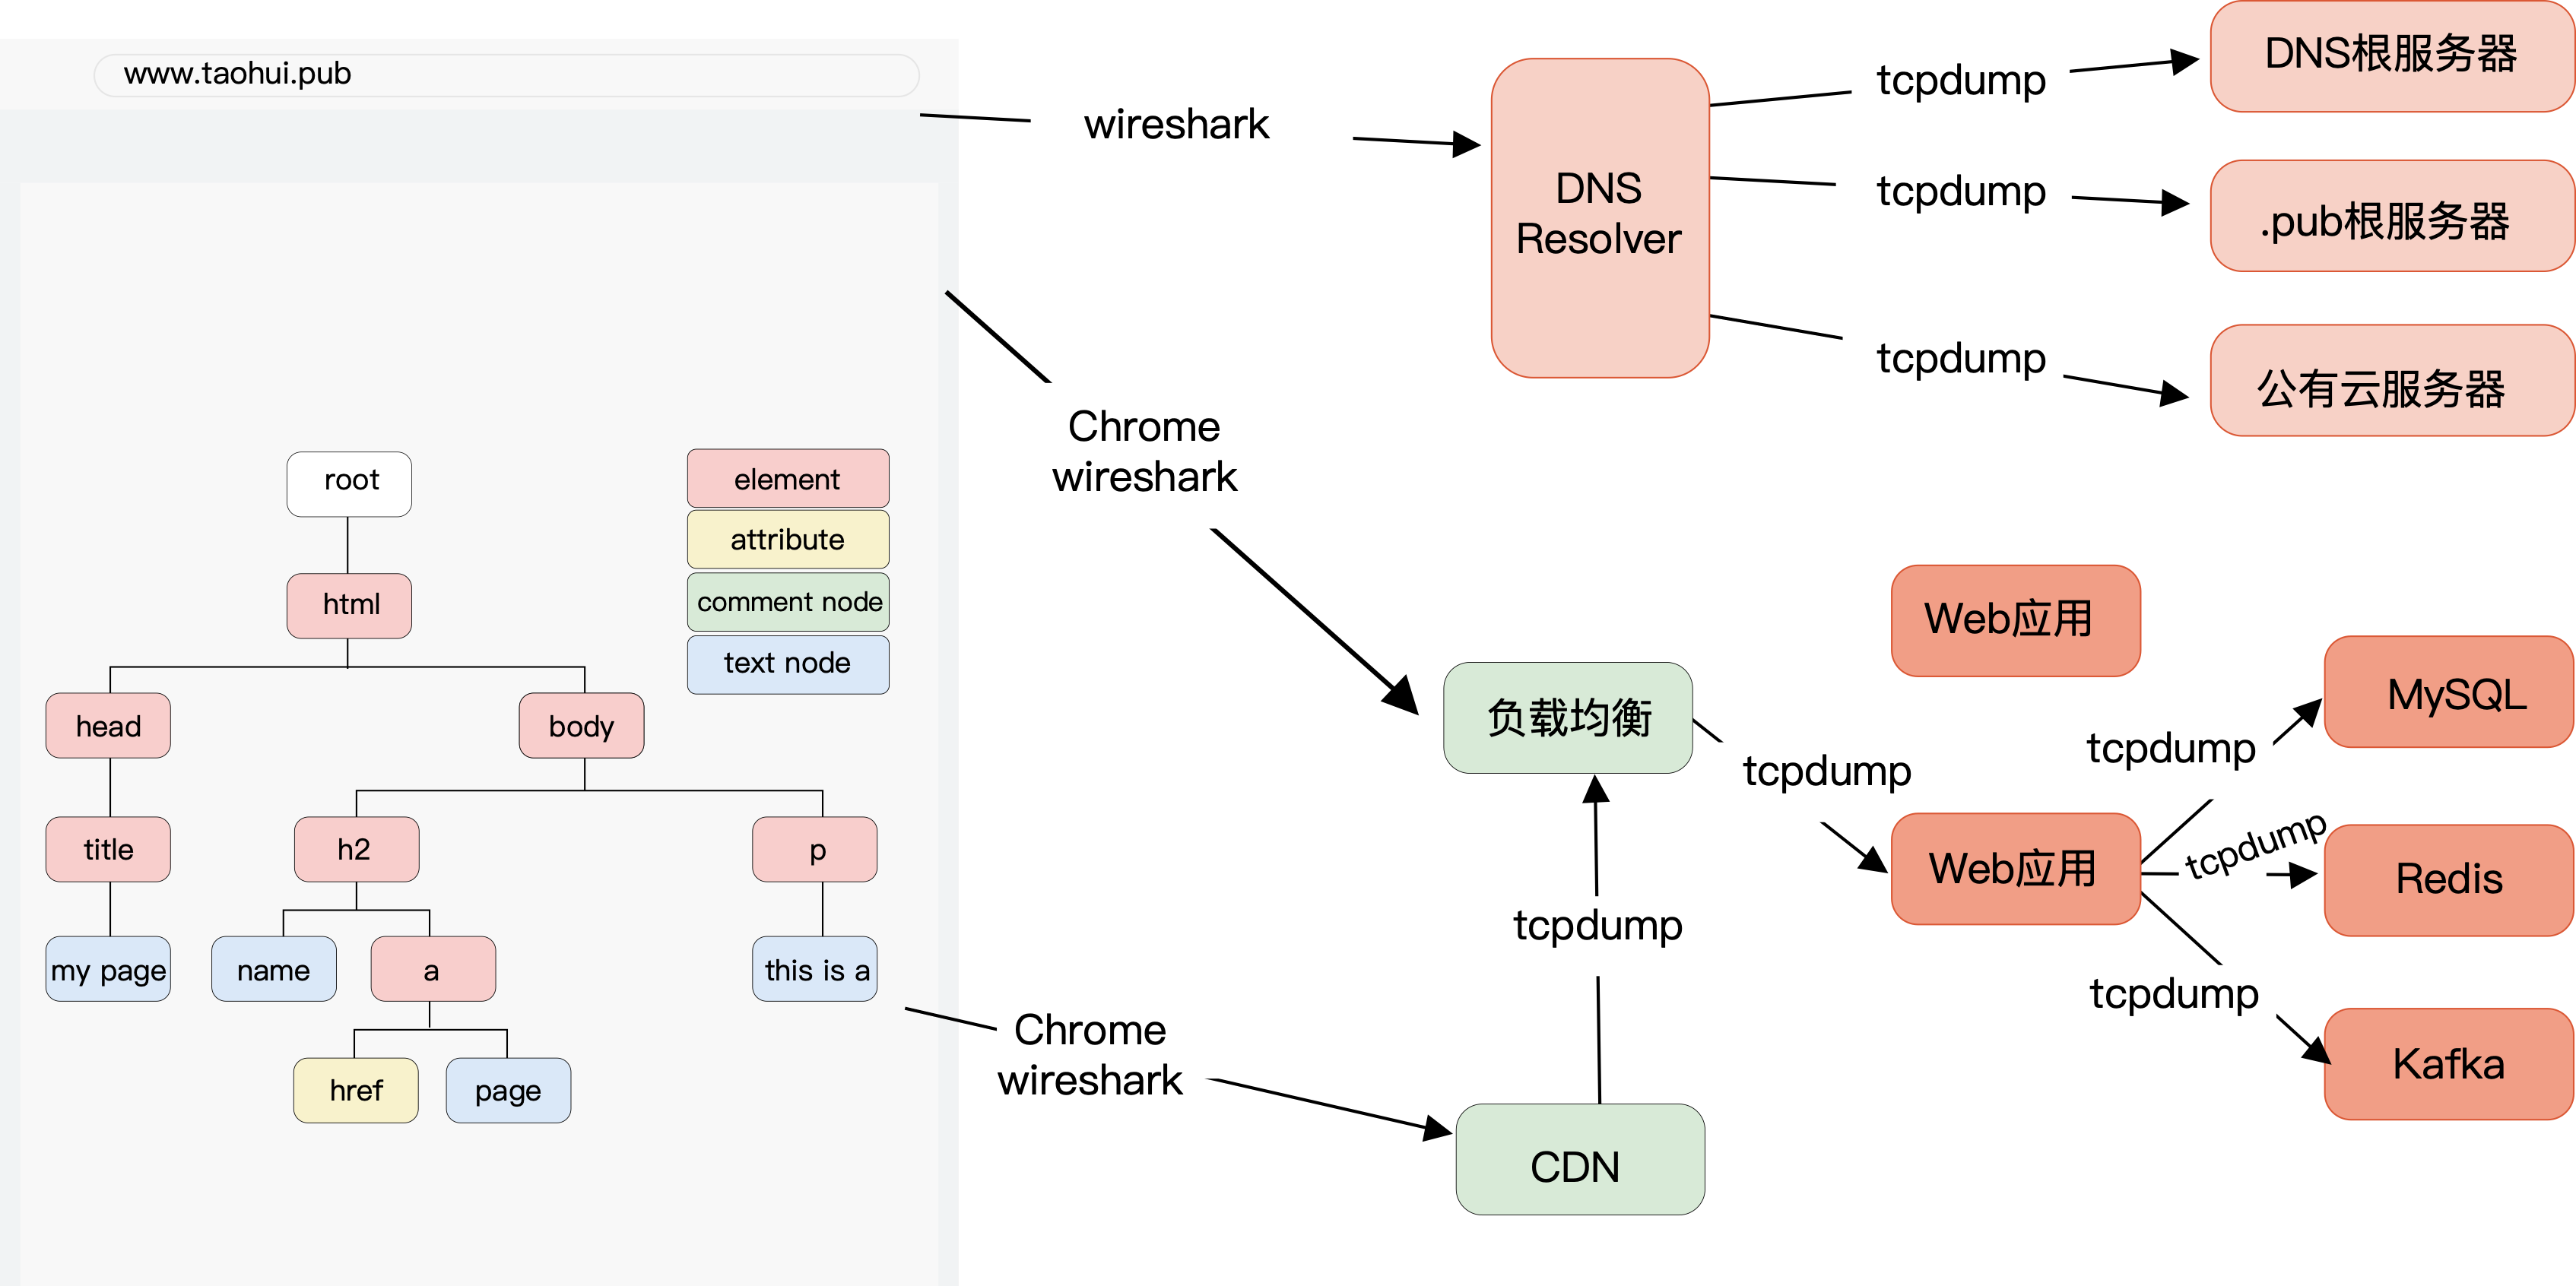 www.taohui.pub
root
html
head
body
title
h2
p
my page
name
a
this is a
href
page
element
attribute
comment node
text node
wireshark
DNS
Resolver
tcpdump
DNS根服务器
tcpdump
.pub根服务器
tcpdump
公有云服务器
Chrome
wireshark
负载均衡
tcpdump
Web应用
Web应用
tcpdump
MySQL
tcpdump
Redis
tcpdump
Kafka
tcpdump
Chrome
wireshark
CDN